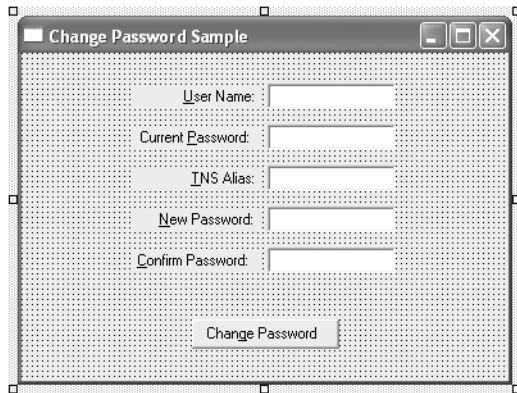 Change Password Sample
User Name:
Current Password:
TNS Alias:
New Password:
Confirm Password:
Change Password